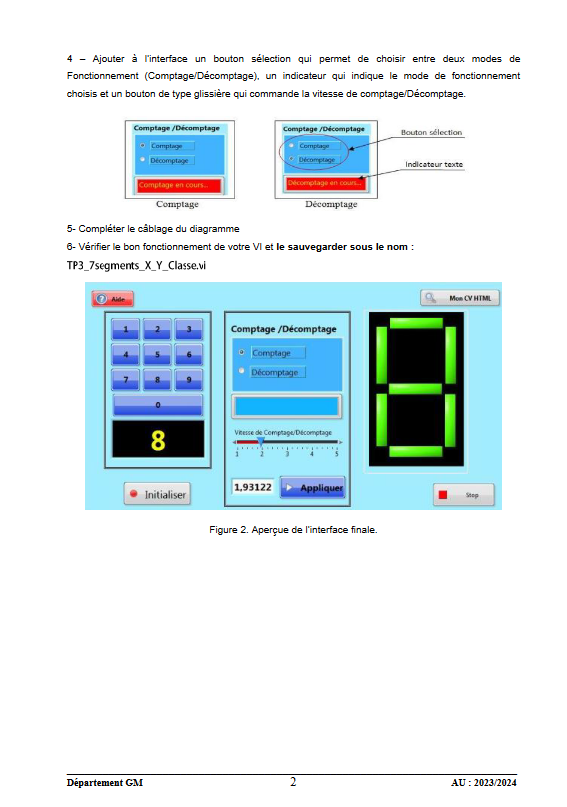 4 – Ajouter à l'interface un bouton sélection qui permet de choisir entre deux modes de
Fonctionnement (Comptage/Décomptage), un indicateur qui indique le mode de fonctionnement
choisis et un bouton de type glissière qui commande la vitesse de comptage/Décomptage.
Comptage /Décomptage
Comptage
Décomptage
Comptage en cours...
Comptage
Comptage /Décomptage
Comptage
Décomptage
Décomptage en cours...
Décomptage
Bouton sélection
Indicateur texte
5- Compléter le câblage du diagramme
6- Vérifier le bon fonctionnement de votre VI et le sauvegarder sous le nom :
TP3_7segments_X_Y_Classe.vi
Aide
Mon CV HTML
1 2 3
4 5 6
7 8 9
0
8
Initialiser
Comptage /Décomptage
Comptage
Décomptage
Vitesse de Comptage/Décomptage
1 2 3 4 5
1,93122
Appliquer
Stop
Figure 2. Aperçue de l'interface finale.
Département GM
2
AU : 2023/2024